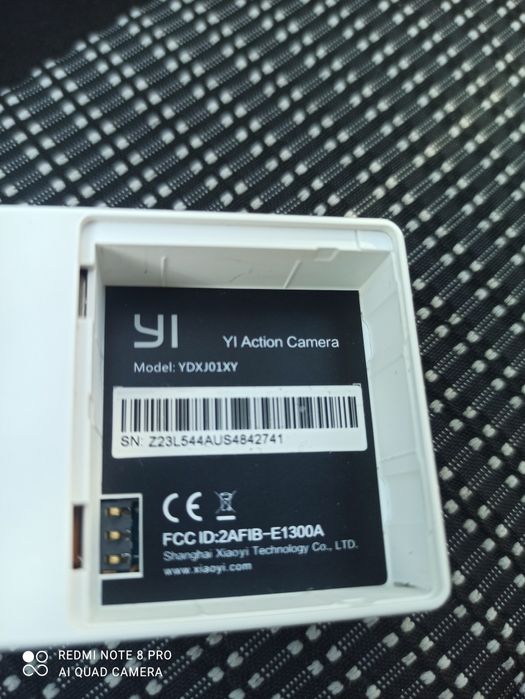 YI
YI Action Camera
Model: YDXJ01XY
SN: Z23L544AUS4842741
CE
FCC ID:2AFIB-E1300A
Shanghai Xiaoyi Technology Co., LTD.
www.xiaoyi.com
REDMI NOTE 8 PRO
AI QUAD CAMERA